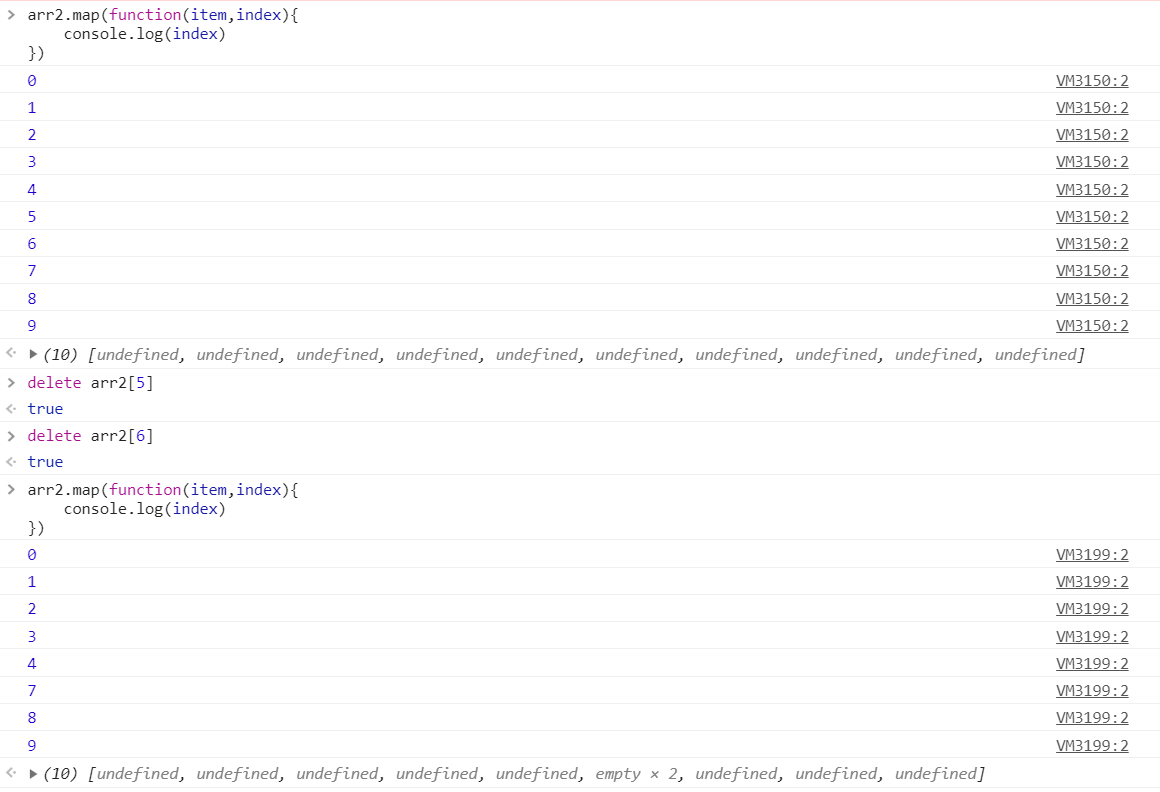 > arr2.map(function(item,index){
console.log(index)
})
0 VM3150:2
1 VM3150:2
2 VM3150:2
3 VM3150:2
4 VM3150:2
5 VM3150:2
6 VM3150:2
7 VM3150:2
8 VM3150:2
9 VM3150:2
(10) [undefined, undefined, undefined, undefined, undefined, undefined, undefined, undefined, undefined, undefined]
> delete arr2[5]
true
> delete arr2[6]
true
> arr2.map(function(item,index){
console.log(index)
})
0 VM3199:2
1 VM3199:2
2 VM3199:2
3 VM3199:2
4 VM3199:2
7 VM3199:2
8 VM3199:2
9 VM3199:2
(10) [undefined, undefined, undefined, undefined, undefined, empty × 2, undefined, undefined, undefined]